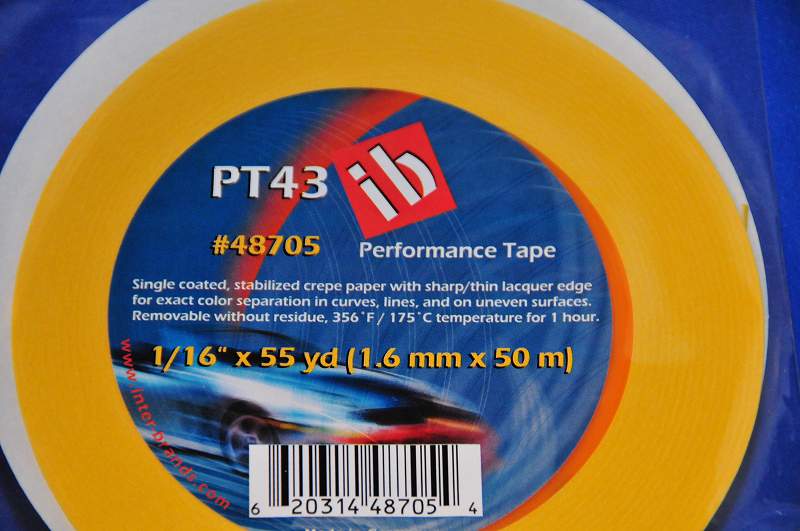 PT43 ib
#48705 Performance Tape
Single coated, stabilized crepe paper with sharp/thin lacquer edge
for exact color separation in curves, lines, and on uneven surfaces.
Removable without residue, 356°F / 175°C temperature for 1 hour.
1/16" x 55 yd (1.6 mm x 50 m)
www.inter-brands.com
6 20314 48705 4